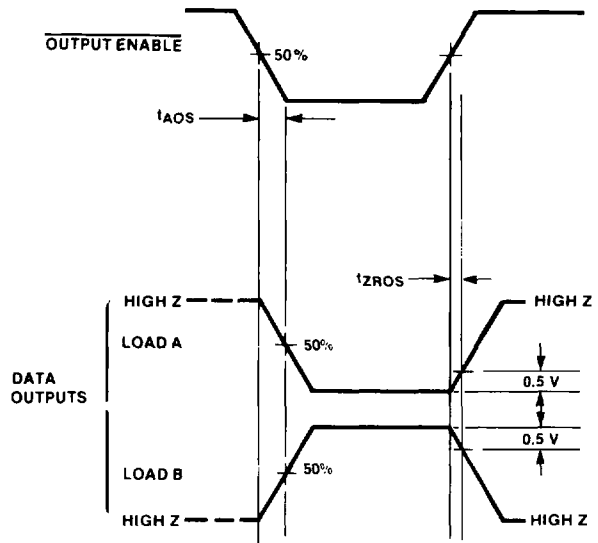 OUTPUT ENABLE
50%
tAOS
tZROS
HIGH Z
HIGH Z
LOAD A
50%
0.5 V
DATA
OUTPUTS
0.5 V
LOAD B
50%
HIGH Z
HIGH Z